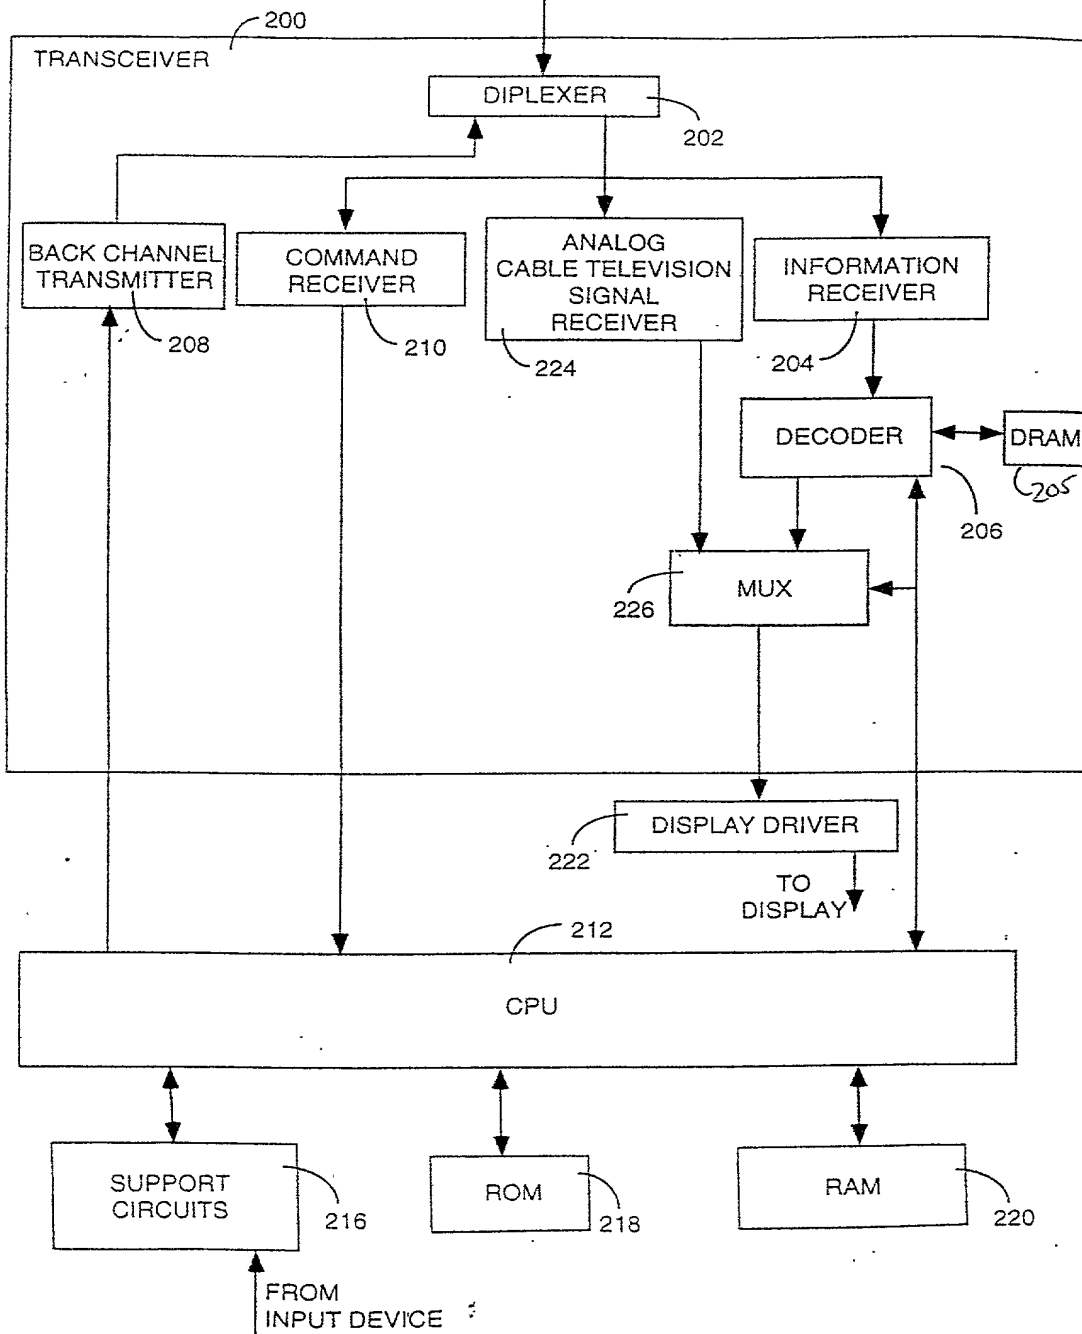 200
TRANSCEIVER
DIPLEXER
202
BACK CHANNEL
TRANSMITTER
208
COMMAND
RECEIVER
210
ANALOG
CABLE TELEVISION
SIGNAL
RECEIVER
224
INFORMATION
RECEIVER
204
DECODER
206
DRAM
205
MUX
226
DISPLAY DRIVER
222
TO
DISPLAY
212
CPU
SUPPORT
CIRCUITS
216
ROM
218
RAM
220
FROM
INPUT DEVICE